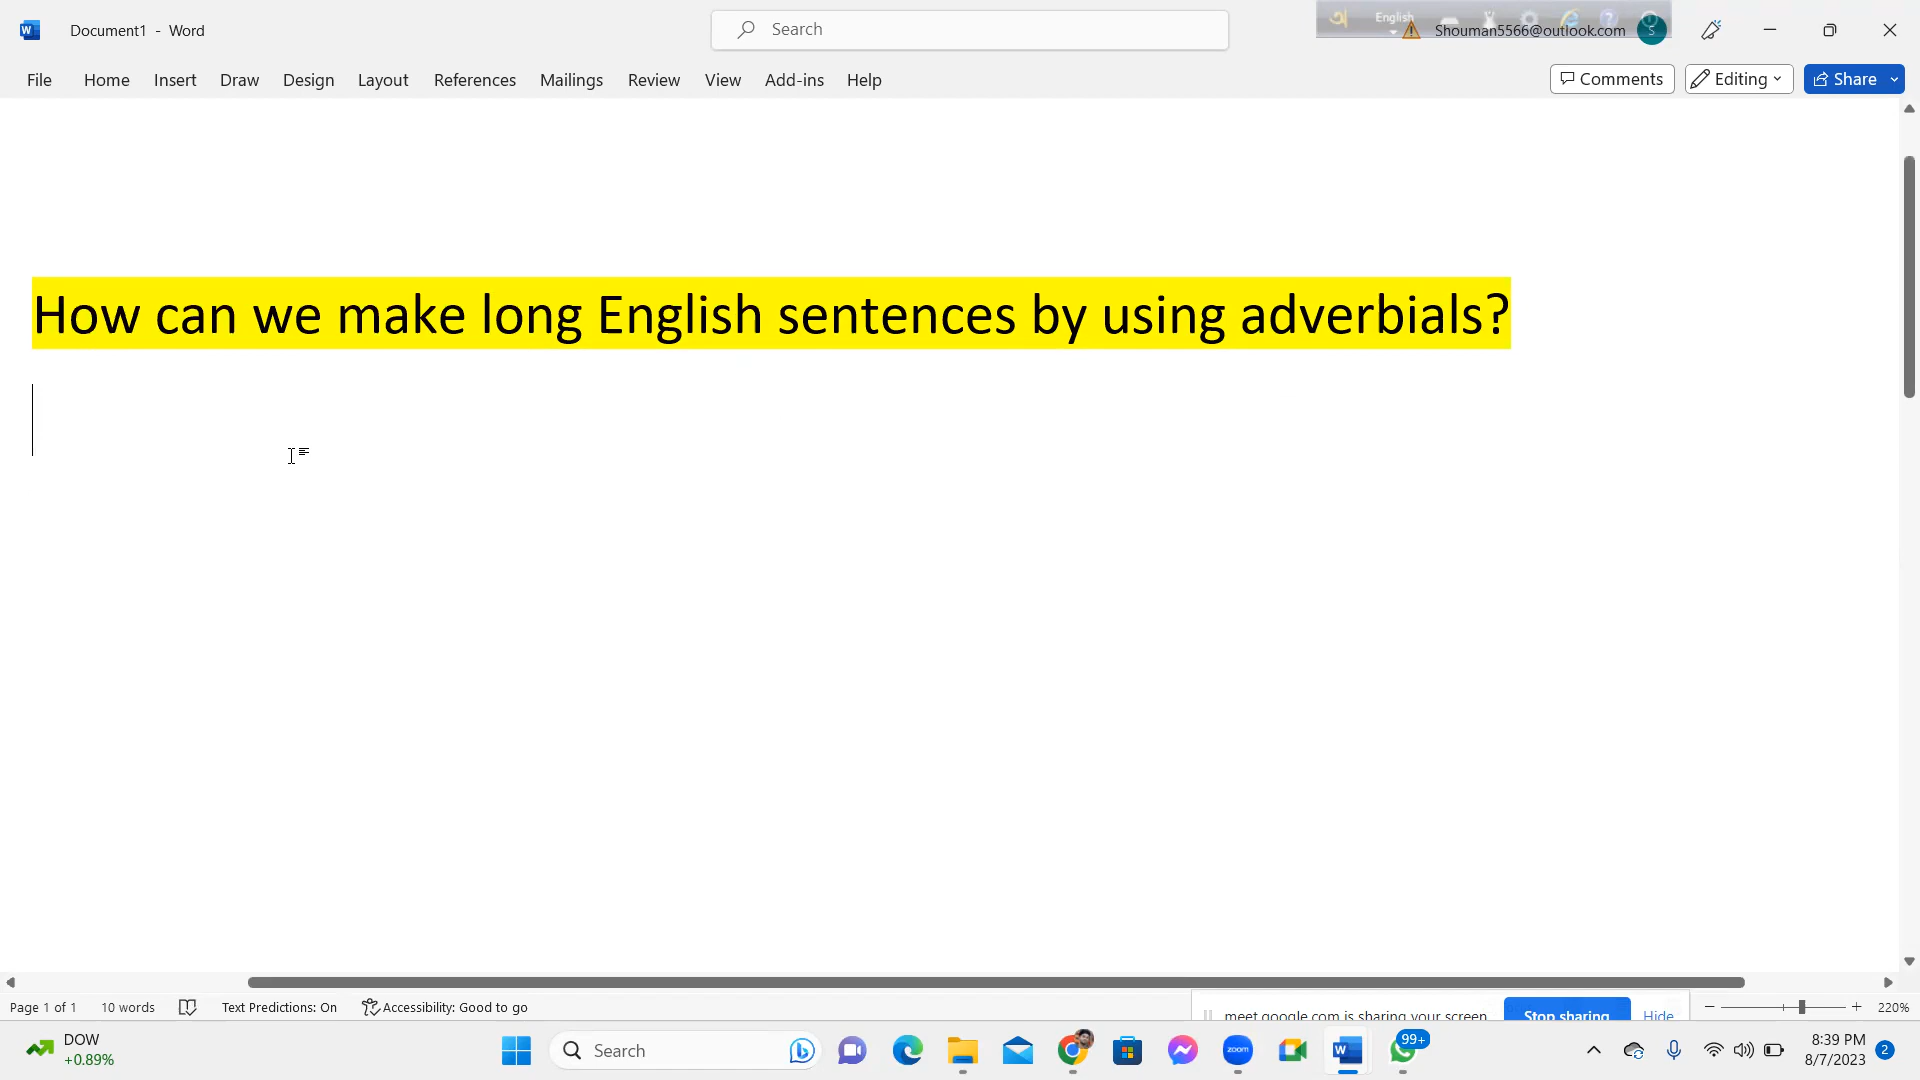 Document1 - Word
Search
English
Shouman5566@outlook.com
S
File Home Insert Draw Design Layout References Mailings Review View Add-ins Help
Comments
Editing
Share
How can we make long English sentences by using adverbials?
Page 1 of 1
10 words
Text Predictions: On
Accessibility: Good to go
meet.google.com is sharing your screen.
Stop sharing
Hide
220%
DOW
+0.89%
Search
zoom
W
99+
8:39 PM
8/7/2023
2